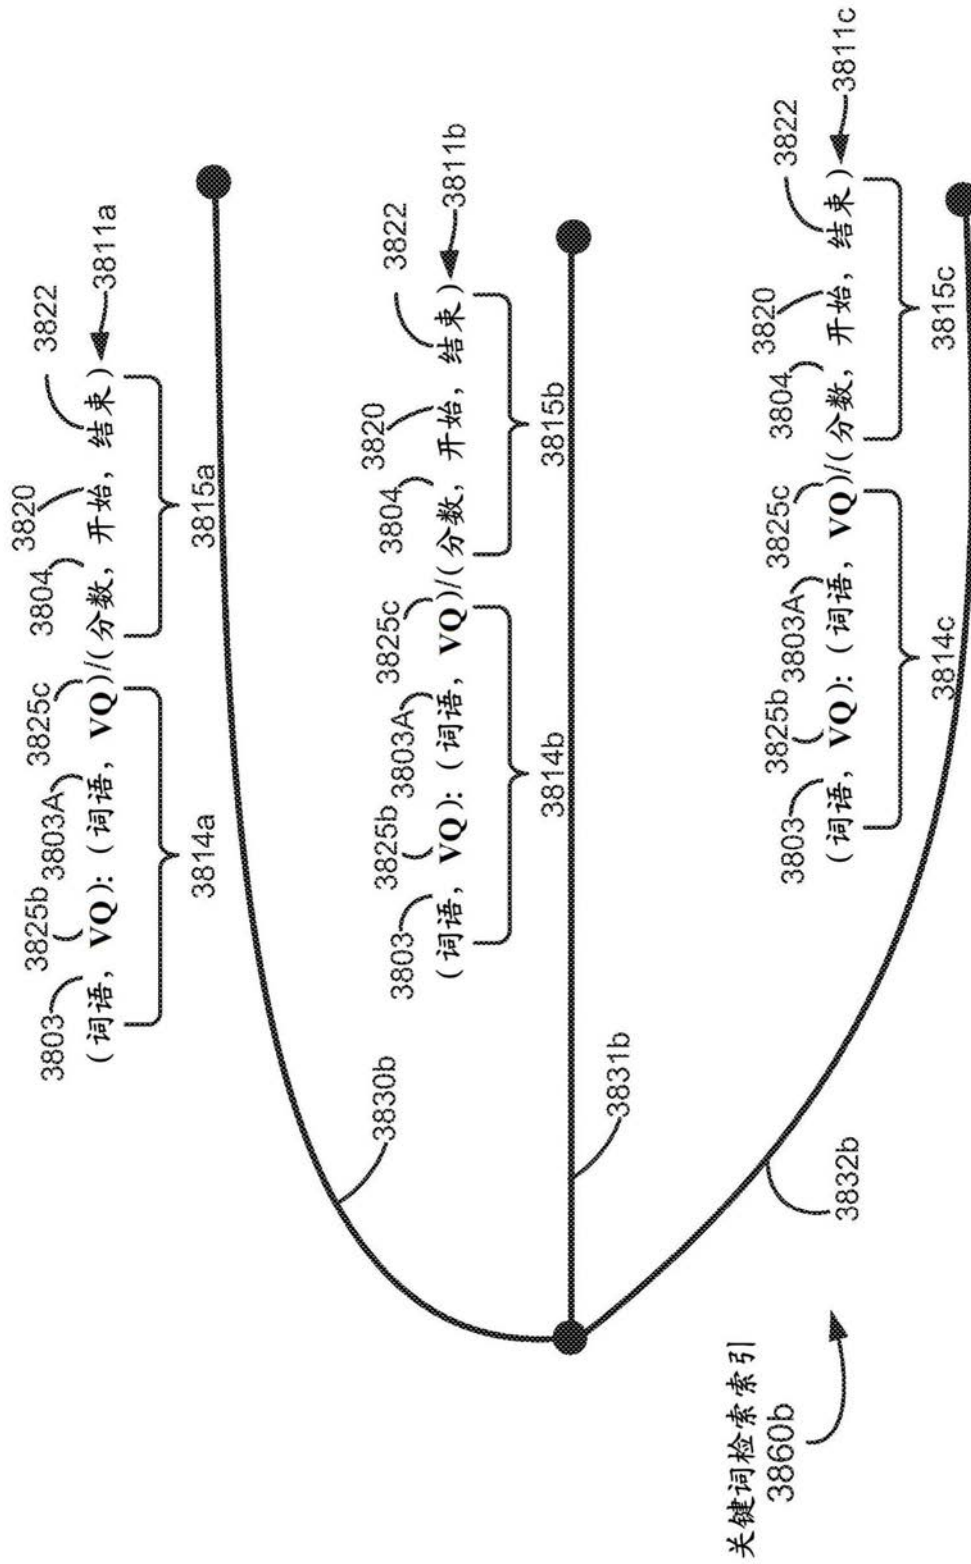 3825b 3825c 3804 3820 3822
3803 3803A
(词语, VQ): (词语, VQ)/(分数, 开始, 结束) 3811a
3814a 3815a
3830b
3825b 3825c 3804 3820 3822
3803 3803A
(词语, VQ): (词语, VQ)/(分数, 开始, 结束) 3811b
3814b 3815b
3831b
3825b 3825c 3804 3820 3822
3803 3803A
(词语, VQ): (词语, VQ)/(分数, 开始, 结束) 3811c
3814c 3815c
3832b
关键词检索索引
3860b